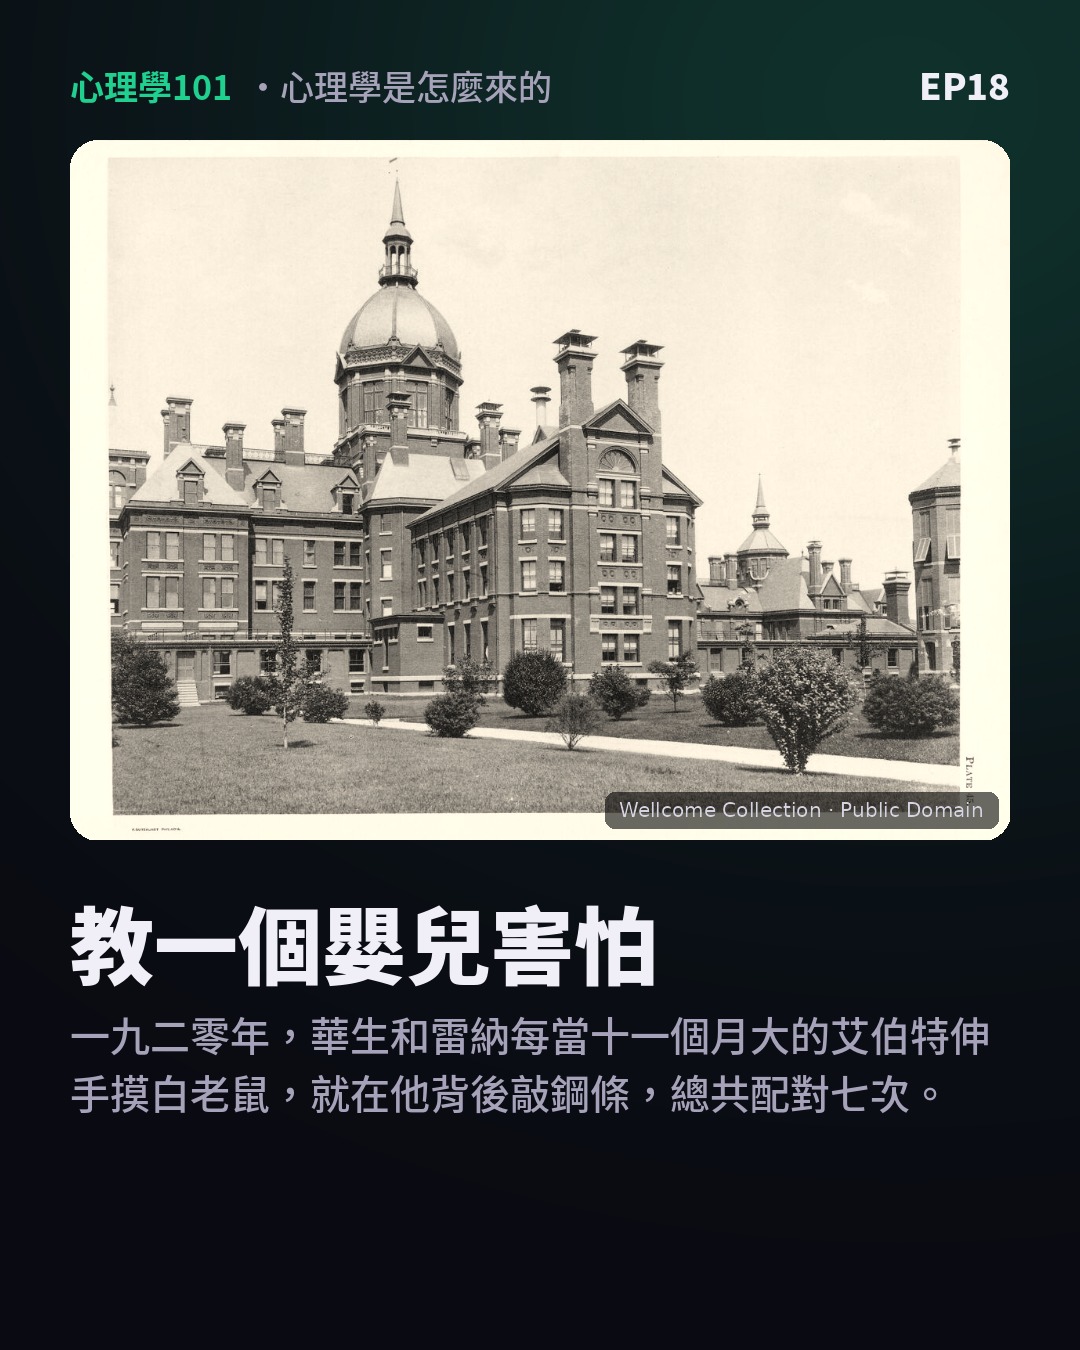 心理學101 ・心理學是怎麼來的
EP18
PLATE
Wellcome Collection · Public Domain
教一個嬰兒害怕
一九二零年，華生和雷納每當十一個月大的艾伯特伸
手摸白老鼠，就在他背後敲鋼條，總共配對七次。